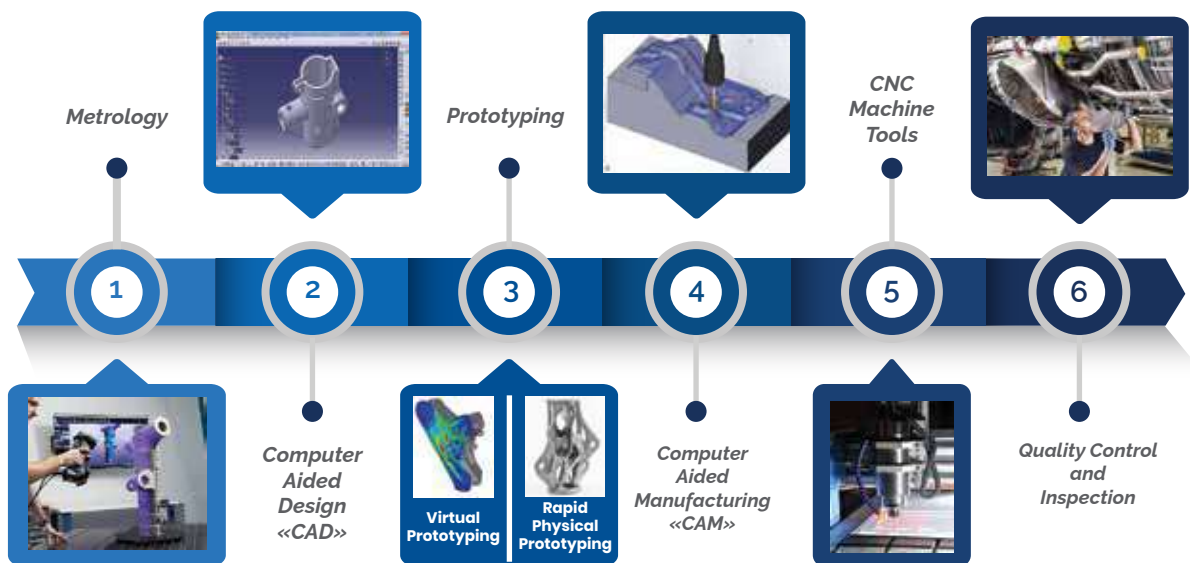 Metrology
Prototyping
CNC
Machine
Tools
1
2
3
4
5
6
Computer
Aided
Design
«CAD»
Virtual
Prototyping
Rapid
Physical
Prototyping
Computer
Aided
Manufacturing
«CAM»
Quality Control
and
Inspection